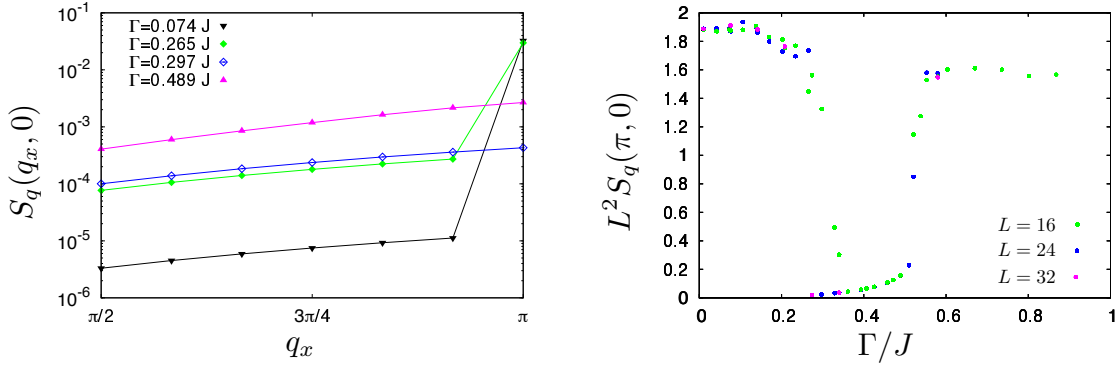 S_q(q_x, 0)
10^-1
10^-2
10^-3
10^-4
10^-5
10^-6
Γ=0.074 J
Γ=0.265 J
Γ=0.297 J
Γ=0.489 J
π/2
3π/4
π
q_x
L^2 S_q(π, 0)
2
1.8
1.6
1.4
1.2
1
0.8
0.6
0.4
0.2
0
L = 16
L = 24
L = 32
0
0.2
0.4
0.6
0.8
1
Γ/J